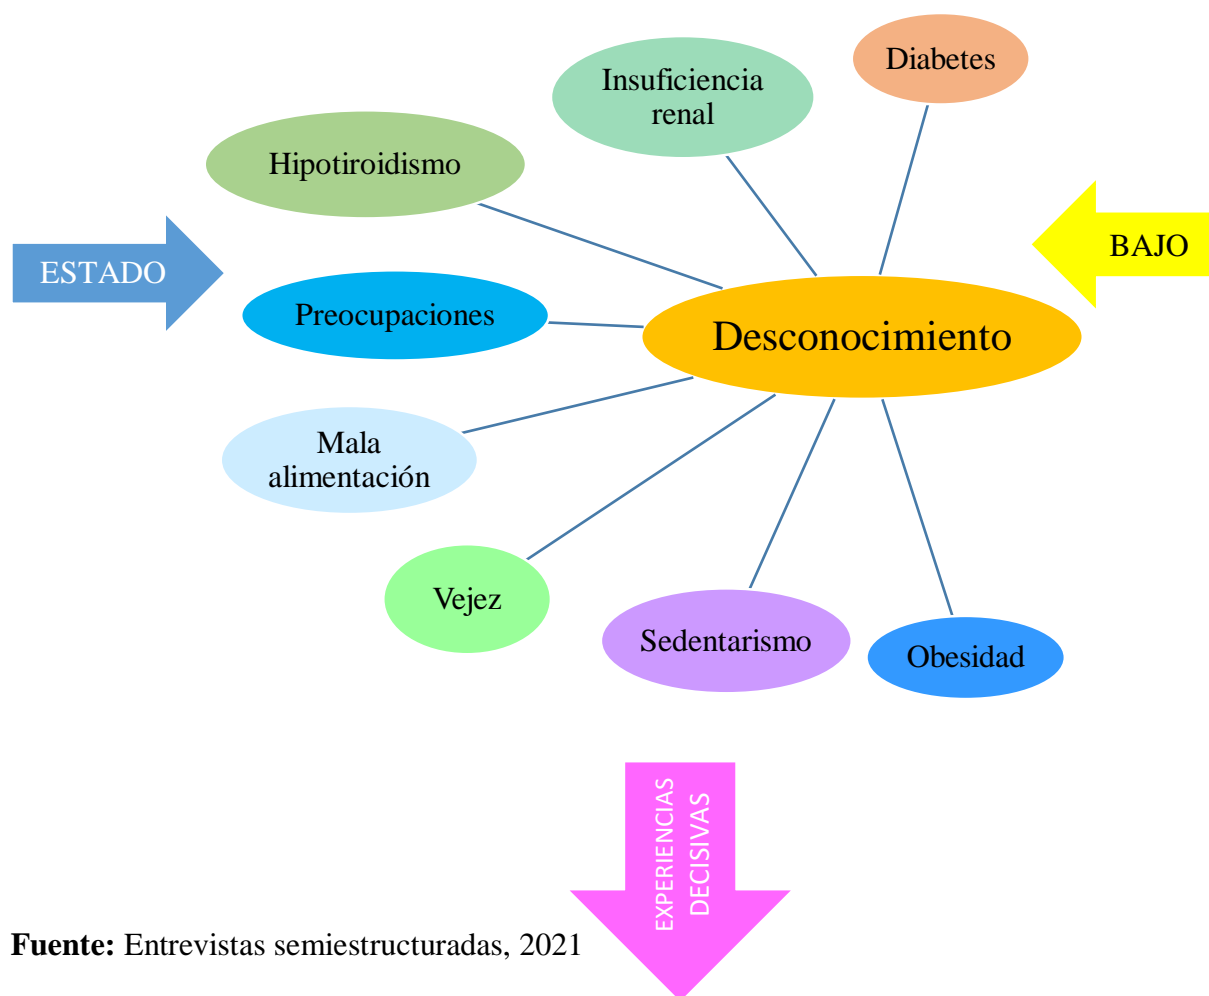 Diabetes
Insuficiencia
renal
Hipotiroidismo
BAJO
ESTADO
Preocupaciones
Desconocimiento
Mala
alimentación
Vejez
Sedentarismo
Obesidad
EXPERIENCIAS
DECISIVAS
Fuente: Entrevistas semiestructuradas, 2021